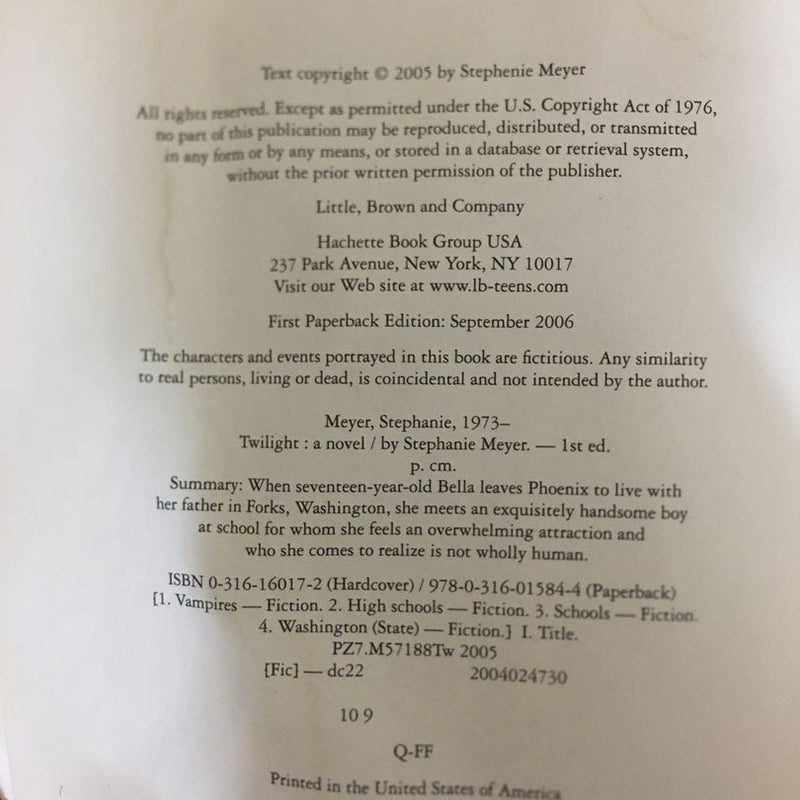 Text copyright © 2005 by Stephenie Meyer
All rights reserved. Except as permitted under the U.S. Copyright Act of 1976,
no part of this publication may be reproduced, distributed, or transmitted
in any form or by any means, or stored in a database or retrieval system,
without the prior written permission of the publisher.
Little, Brown and Company
Hachette Book Group USA
237 Park Avenue, New York, NY 10017
Visit our Web site at www.lb-teens.com
First Paperback Edition: September 2006
The characters and events portrayed in this book are fictitious. Any similarity
to real persons, living or dead, is coincidental and not intended by the author.
Meyer, Stephanie, 1973–
Twilight : a novel / by Stephanie Meyer. — 1st ed.
p. cm.
Summary: When seventeen-year-old Bella leaves Phoenix to live with
her father in Forks, Washington, she meets an exquisitely handsome boy
at school for whom she feels an overwhelming attraction and
who she comes to realize is not wholly human.
ISBN 0-316-16017-2 (Hardcover) / 978-0-316-01584-4 (Paperback)
[1. Vampires — Fiction. 2. High schools — Fiction. 3. Schools — Fiction.
4. Washington (State) — Fiction.] I. Title.
PZ7.M57188Tw 2005
[Fic] — dc22 2004024730
10 9
Q-FF
Printed in the United States of America